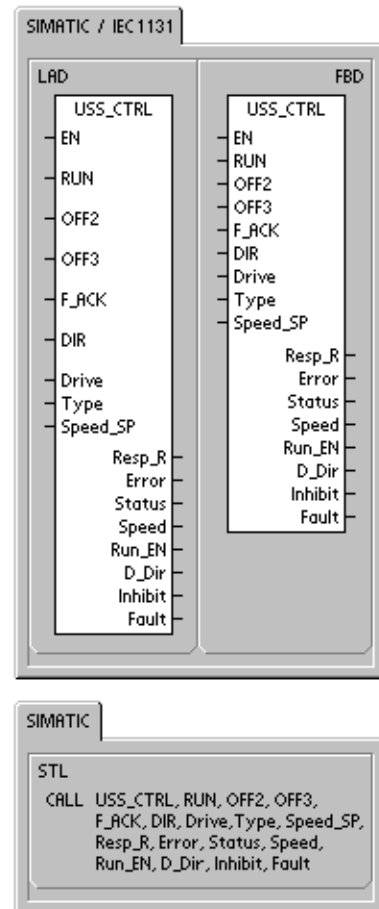 SIMATIC / IEC1131
LAD
USS_CTRL
EN
RUN
OFF2
OFF3
F_ACK
DIR
Drive
Type
Speed_SP
Resp_R
Error
Status
Speed
Run_EN
D_Dir
Inhibit
Fault
FBD
USS_CTRL
EN
RUN
OFF2
OFF3
F_ACK
DIR
Drive
Type
Speed_SP
Resp_R
Error
Status
Speed
Run_EN
D_Dir
Inhibit
Fault
SIMATIC
STL
CALL USS_CTRL, RUN, OFF2, OFF3,
F_ACK, DIR, Drive,Type, Speed_SP,
Resp_R, Error, Status, Speed,
Run_EN, D_Dir, Inhibit, Fault